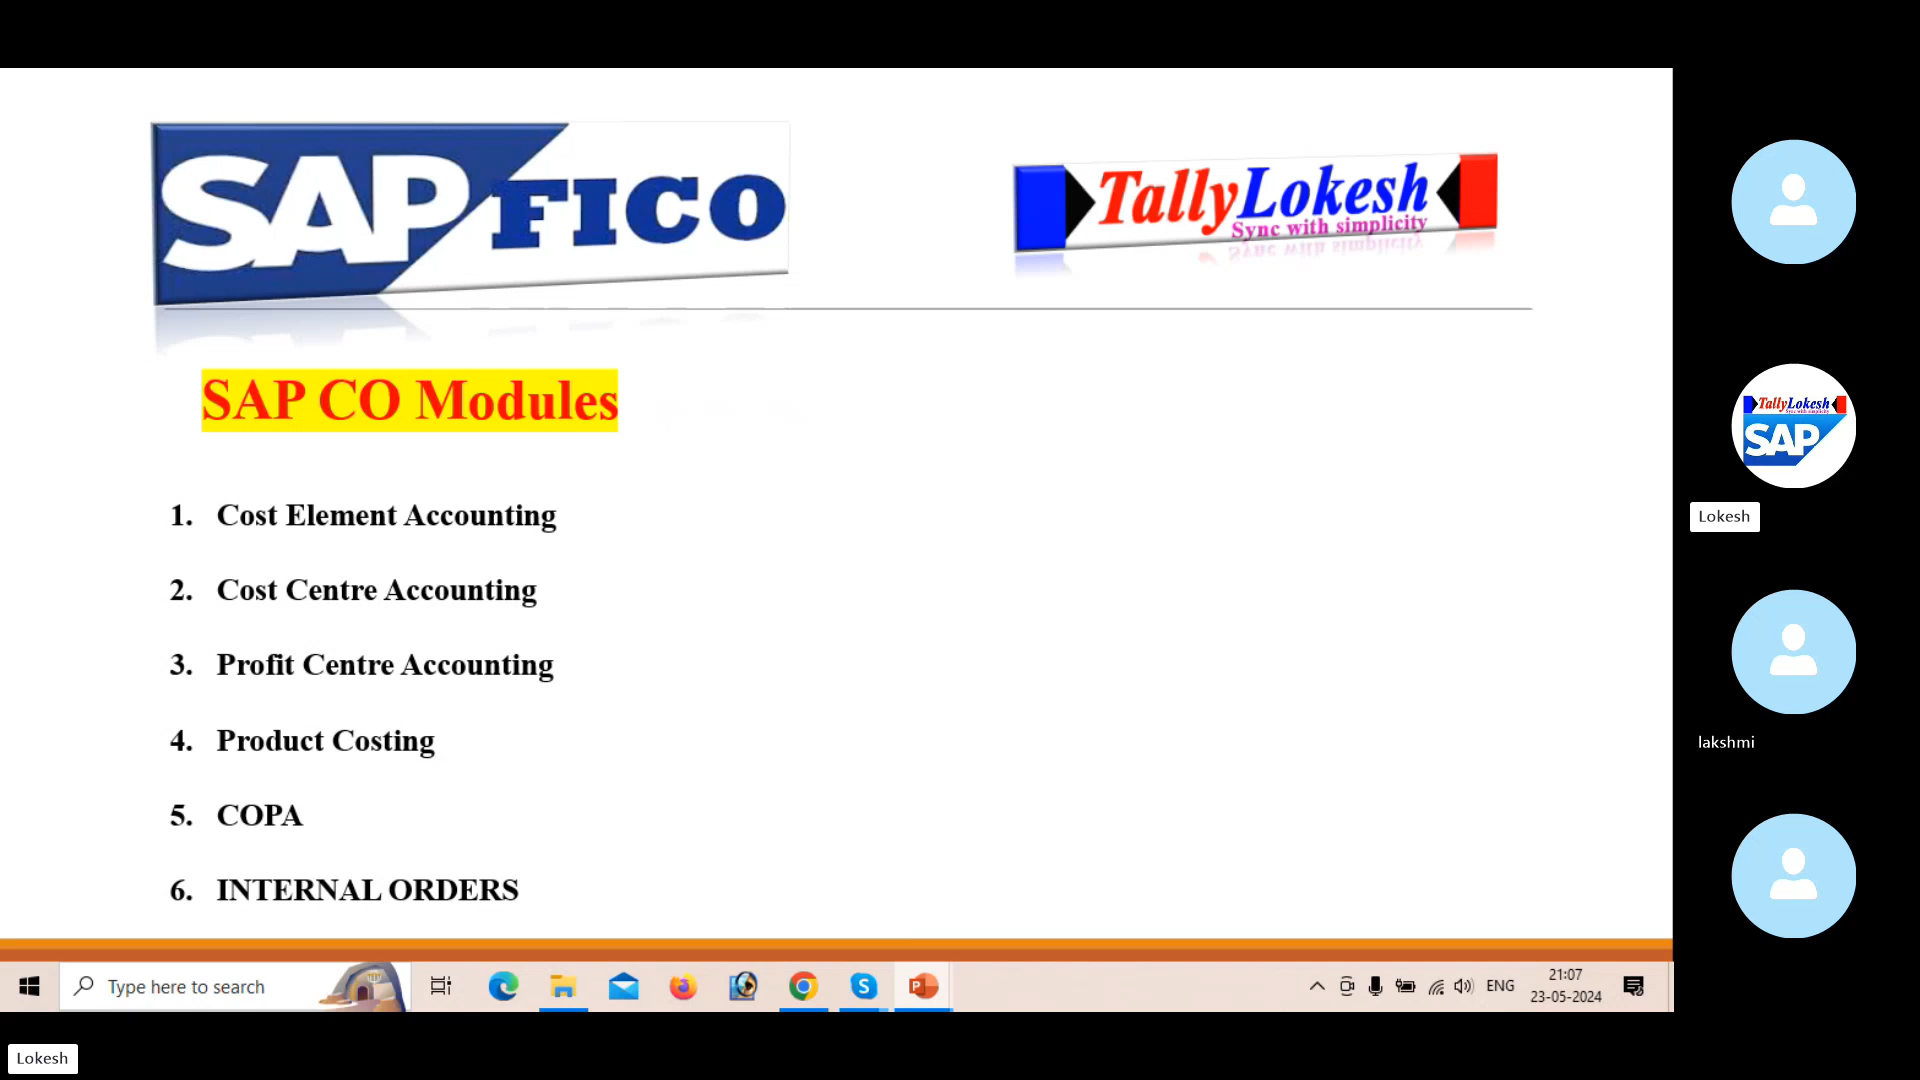 SAP FICO
TallyLokesh
Sync with simplicity
SAP CO Modules
1. Cost Element Accounting
2. Cost Centre Accounting
3. Profit Centre Accounting
4. Product Costing
5. COPA
6. INTERNAL ORDERS
TallyLokesh
SAP
Lokesh
lakshmi
Type here to search
ENG
21:07
23-05-2024
Lokesh